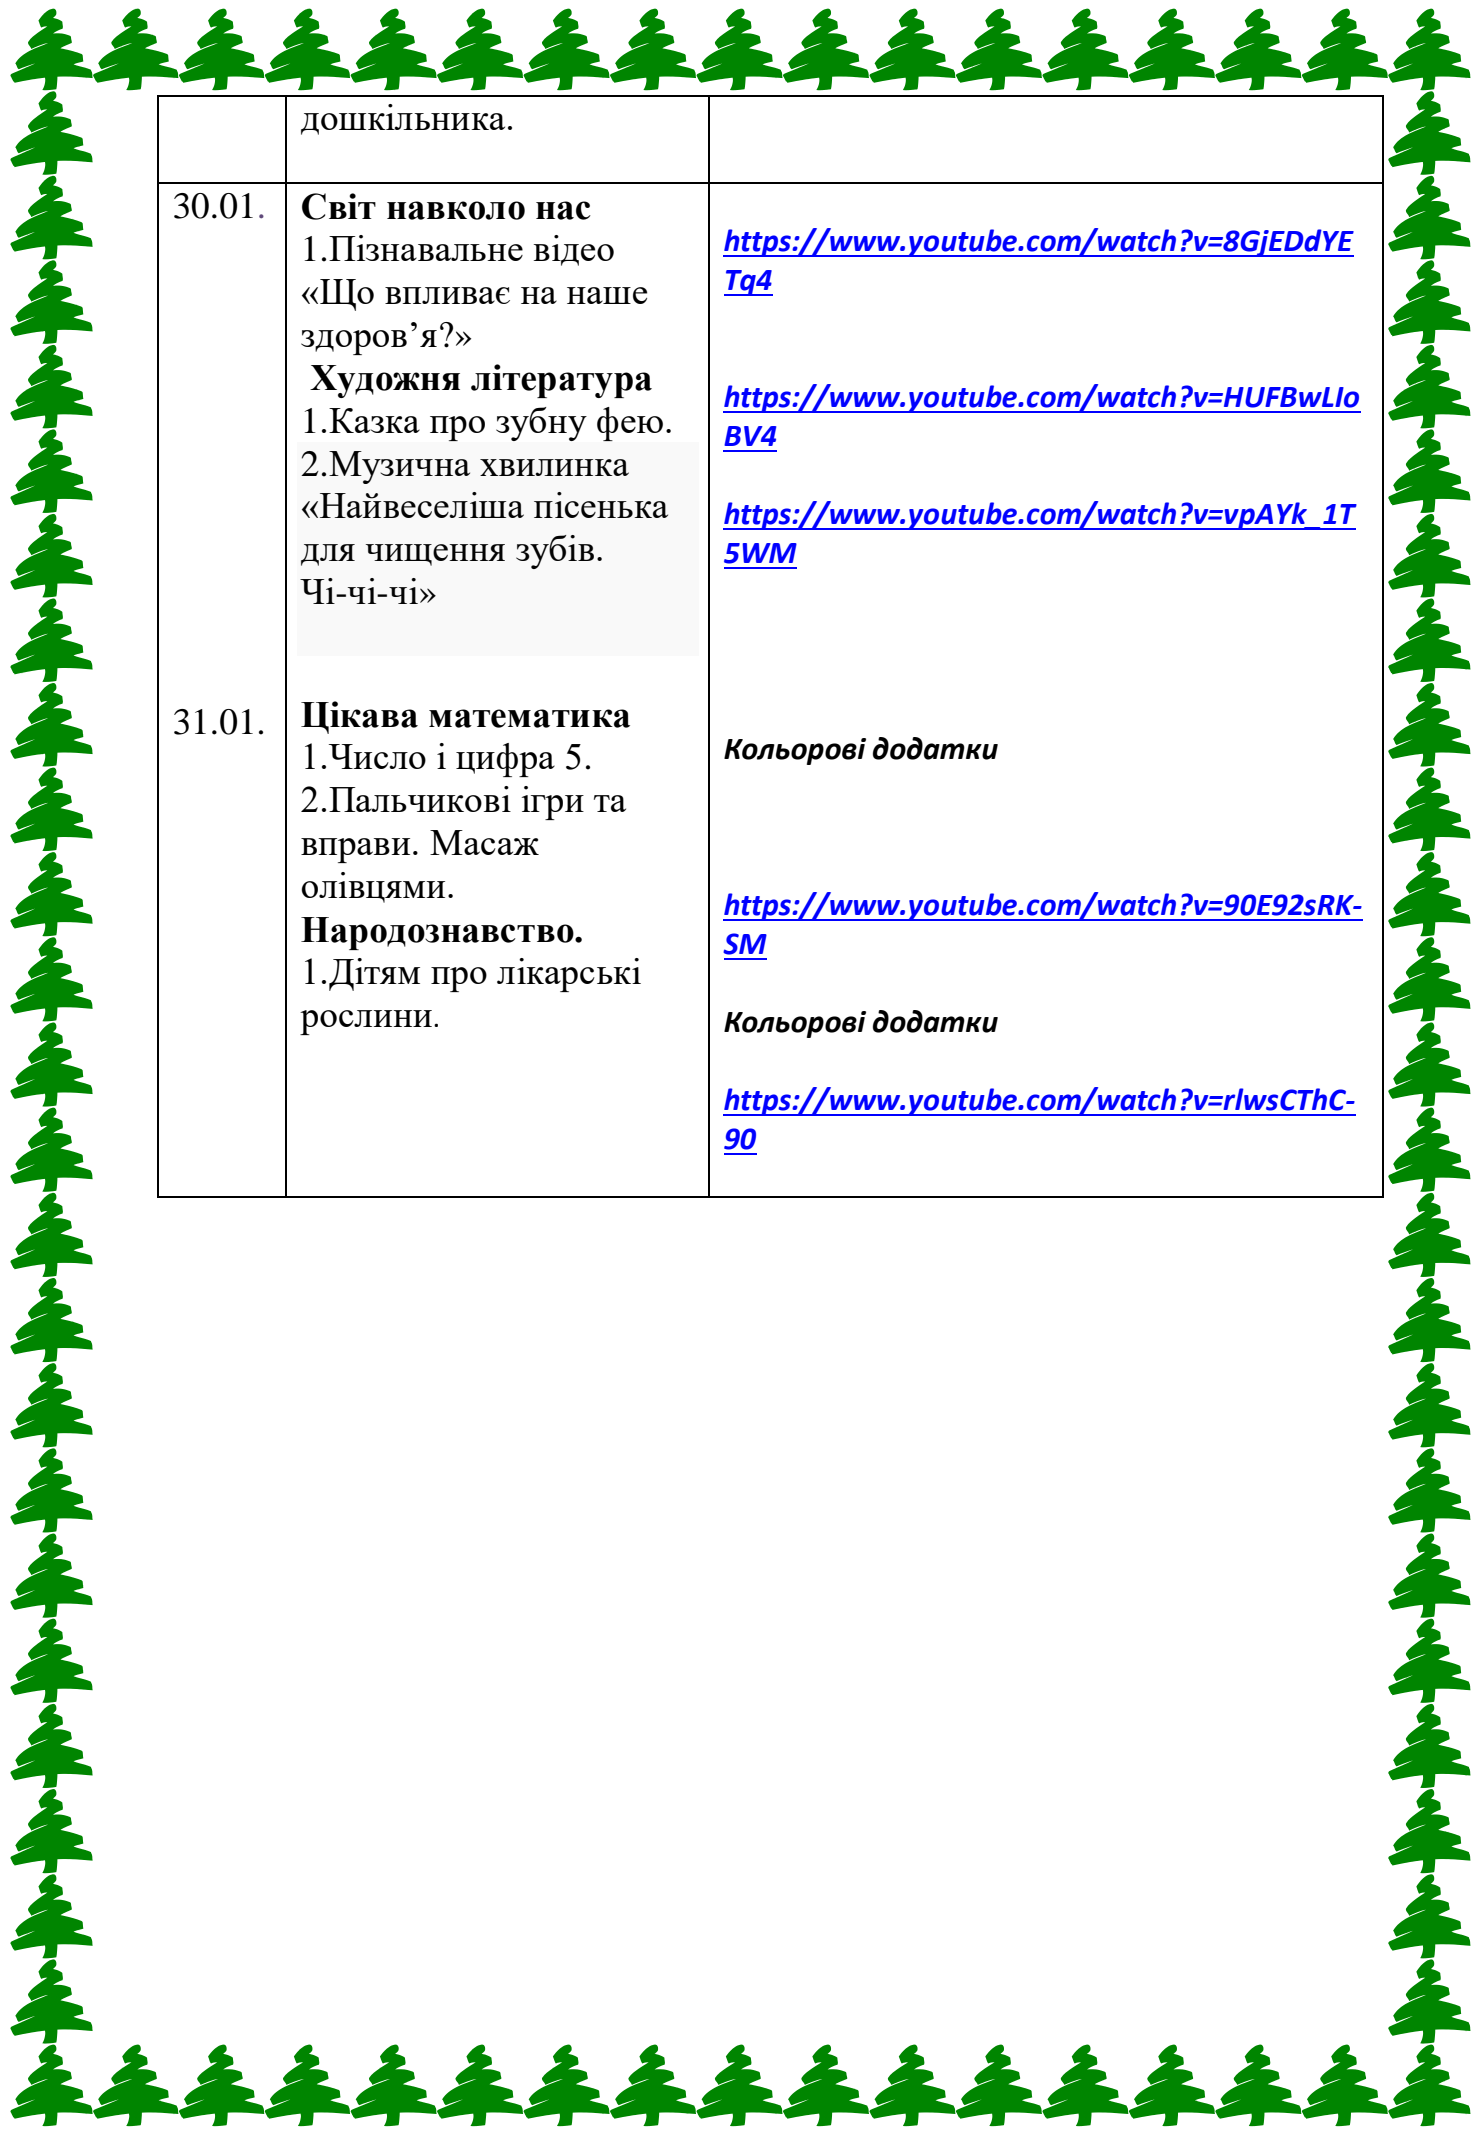 дошкільника.
30.01.
Світ навколо нас
1.Пізнавальне відео
«Що впливає на наше
здоров’я?»
Художня література
1.Казка про зубну фею.
2.Музична хвилинка
«Найвеселіша пісенька
для чищення зубів.
Чі-чі-чі»
https://www.youtube.com/watch?v=8GjEDdYE
Tq4
https://www.youtube.com/watch?v=HUFBwLIo
BV4
https://www.youtube.com/watch?v=vpAYk_1T
5WM
31.01.
Цікава математика
1.Число і цифра 5.
2.Пальчикові ігри та
вправи. Масаж
олівцями.
Народознавство.
1.Дітям про лікарські
рослини.
Кольорові додатки
https://www.youtube.com/watch?v=90E92sRK-
SM
Кольорові додатки
https://www.youtube.com/watch?v=rlwsCThC-
90